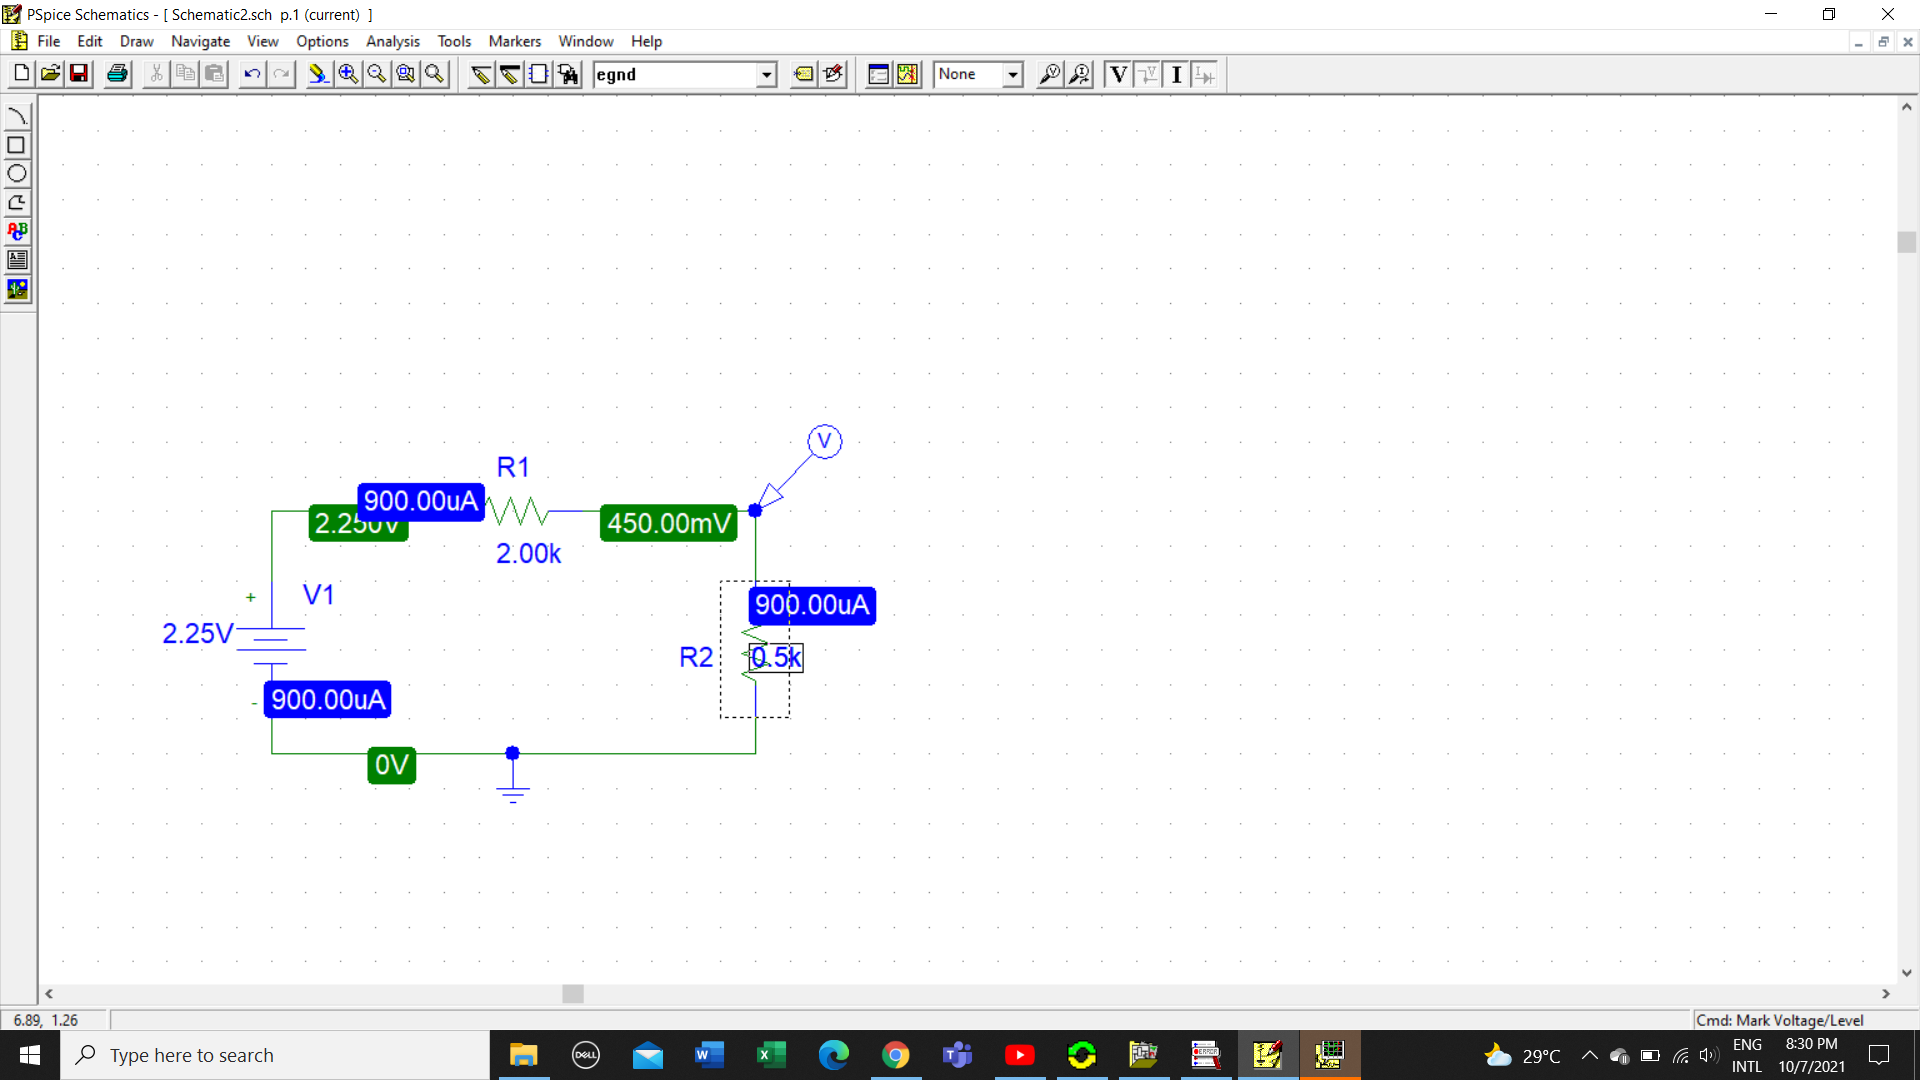 PSpice Schematics - [ Schematic2.sch p.1 (current) ]
File Edit Draw Navigate View Options Analysis Tools Markers Window Help
egnd None V V I I
ABC
V
R1
900.00uA
2.250V 450.00mV
2.00k
+ V1
900.00uA
2.25V
R2 0.5k
- 900.00uA
0V
6.89, 1.26 Cmd: Mark Voltage/Level
Type here to search
DELL
29°C
ENG
INTL
8:30 PM
10/7/2021